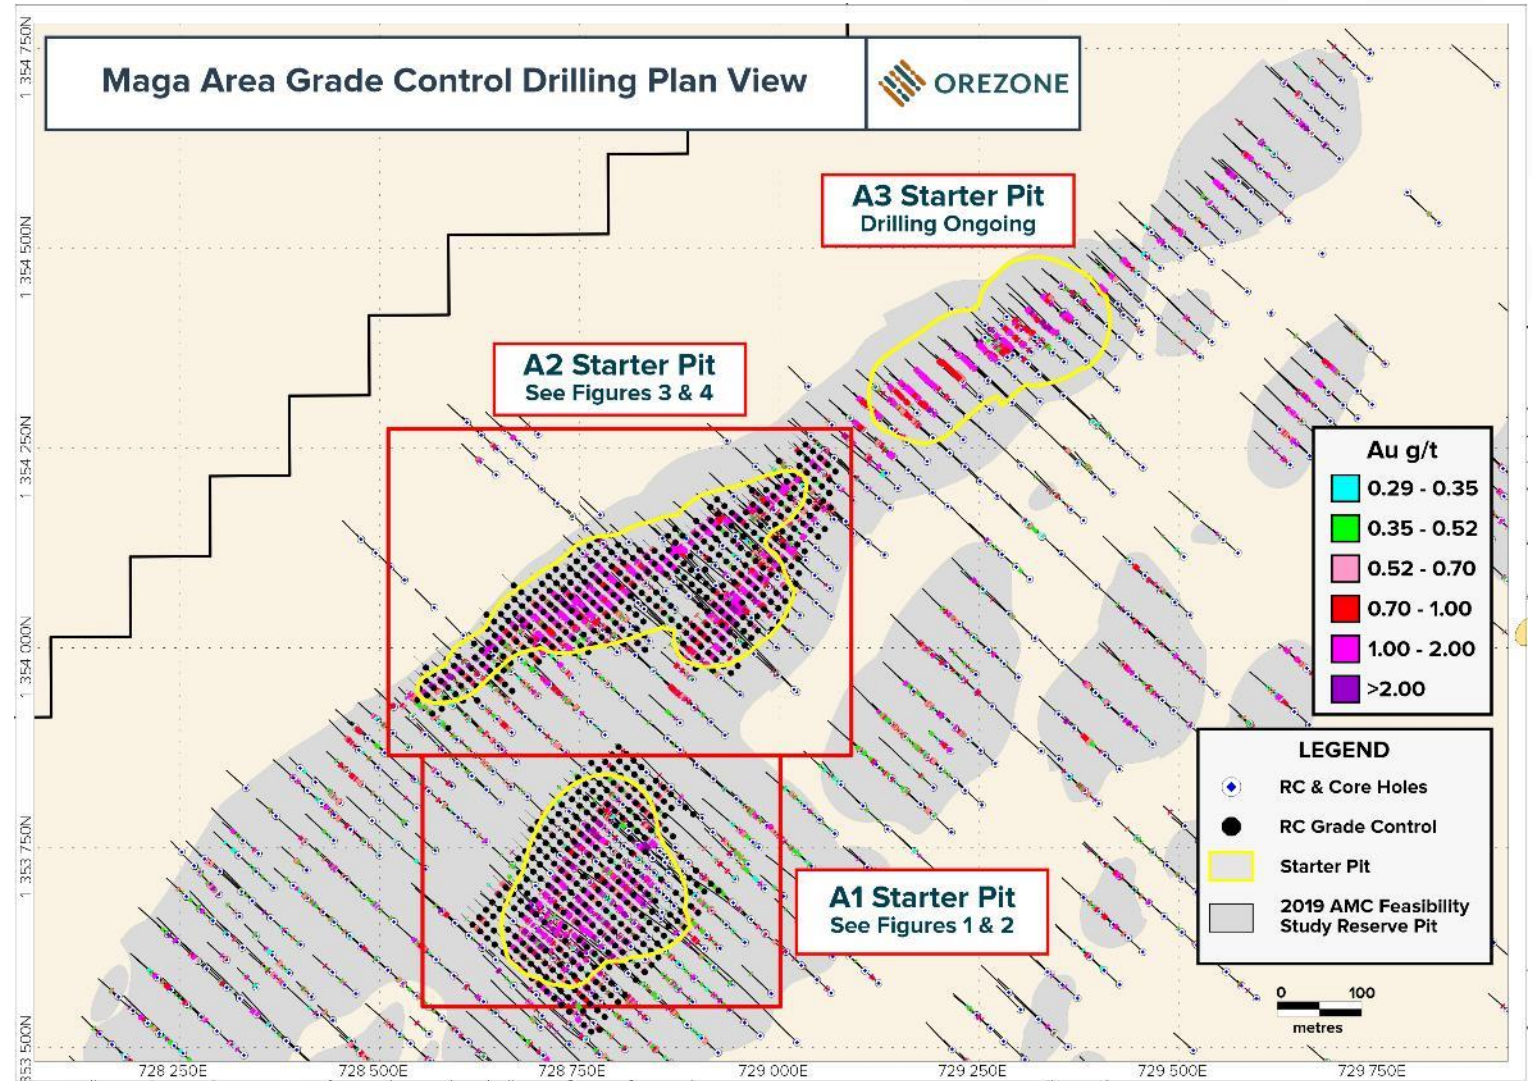 Maga Area Grade Control Drilling Plan View
OREZONE
A3 Starter Pit
Drilling Ongoing
A2 Starter Pit
See Figures 3 & 4
A1 Starter Pit
See Figures 1 & 2
Au g/t
0.29 - 0.35
0.35 - 0.52
0.52 - 0.70
0.70 - 1.00
1.00 - 2.00
>2.00
LEGEND
RC & Core Holes
RC Grade Control
Starter Pit
2019 AMC Feasibility
Study Reserve Pit
0 100
metres
1 354 750N
1 354 500N
1 354 250N
1 354 000N
1 353 750N
353 500N
728 250E
728 500E
728 750E
729 000E
729 250E
729 500E
729 750E